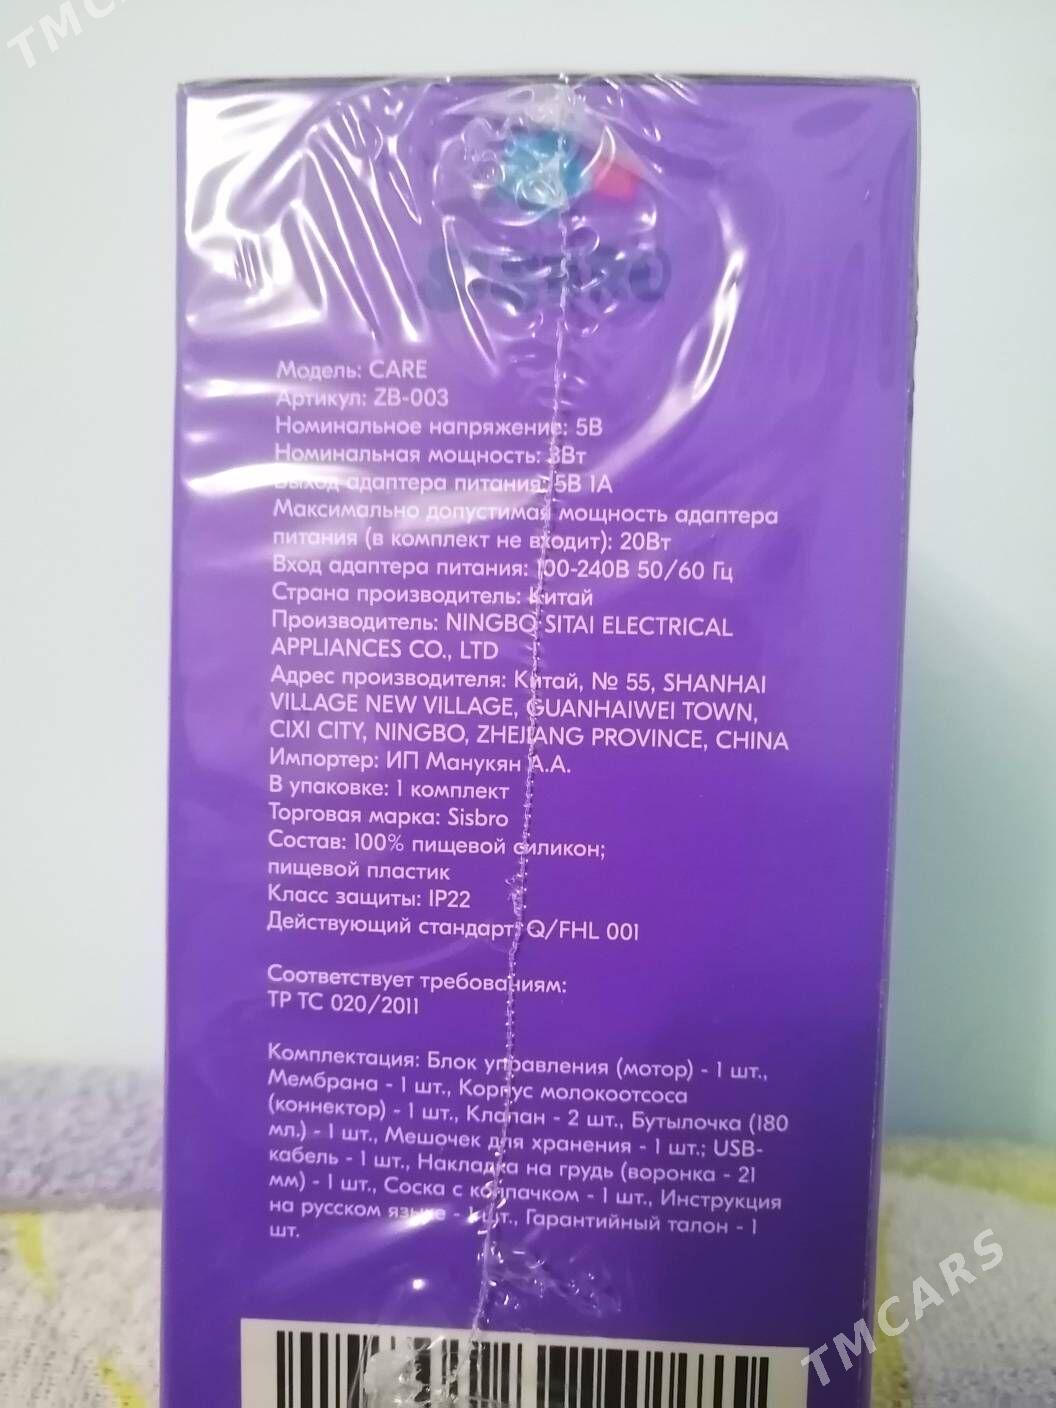 TMCARS
SISBRO
Модель: CARE
Артикул: ZB-003
Номинальное напряжение: 5В
Номинальная мощность: 3Вт
Выход адаптера питания: 5В 1А
Максимально допустимая мощность адаптера
питания (в комплект не входит): 20Вт
Вход адаптера питания: 100-240В 50/60 Гц
Страна производитель: Китай
Производитель: NINGBO SITAI ELECTRICAL
APPLIANCES CO., LTD
Адрес производителя: Китай, № 55, SHANHAI
VILLAGE NEW VILLAGE, GUANHAIWEI TOWN,
CIXI CITY, NINGBO, ZHEJIANG PROVINCE, CHINA
Импортер: ИП Манукян А.А.
В упаковке: 1 комплект
Торговая марка: Sisbro
Состав: 100% пищевой силикон;
пищевой пластик
Класс защиты: IP22
Действующий стандарт: Q/FHL 001
Соответствует требованиям:
ТР ТС 020/2011
Комплектация: Блок управления (мотор) - 1 шт.,
Мембрана - 1 шт., Корпус молокоотсоса
(коннектор) - 1 шт., Клапан - 2 шт., Бутылочка (180
мл.) - 1 шт., Мешочек для хранения - 1 шт.; USB-
кабель - 1 шт., Накладка на грудь (воронка - 21
мм) - 1 шт., Соска с колпачком - 1 шт., Инструкция
на русском языке - 1 шт., Гарантийный талон - 1
шт.
TMCARS